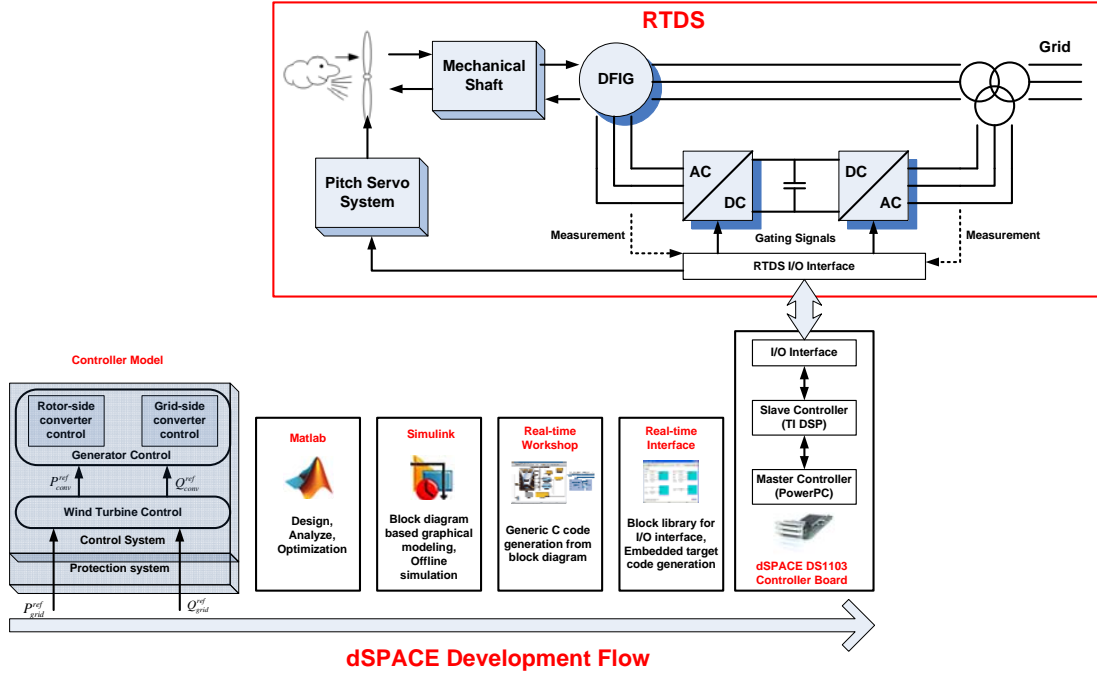 RTDS
Grid
Mechanical
Shaft
DFIG
Pitch Servo
System
AC
DC
DC
AC
Measurement
Gating Signals
Measurement
RTDS I/O Interface
Controller Model
Rotor-side
converter
control
Grid-side
converter
control
Generator Control
P_conv^ref
Q_conv^ref
Wind Turbine Control
Control System
Protection system
P_grid^ref
Q_grid^ref
Matlab
Design,
Analyze,
Optimization
Simulink
Block diagram
based graphical
modeling,
Offline
simulation
Real-time
Workshop
Generic C code
generation from
block diagram
Real-time
Interface
Block library for
I/O interface,
Embedded target
code generation
I/O Interface
Slave Controller
(TI DSP)
Master Controller
(PowerPC)
dSPACE DS1103
Controller Board
dSPACE Development Flow